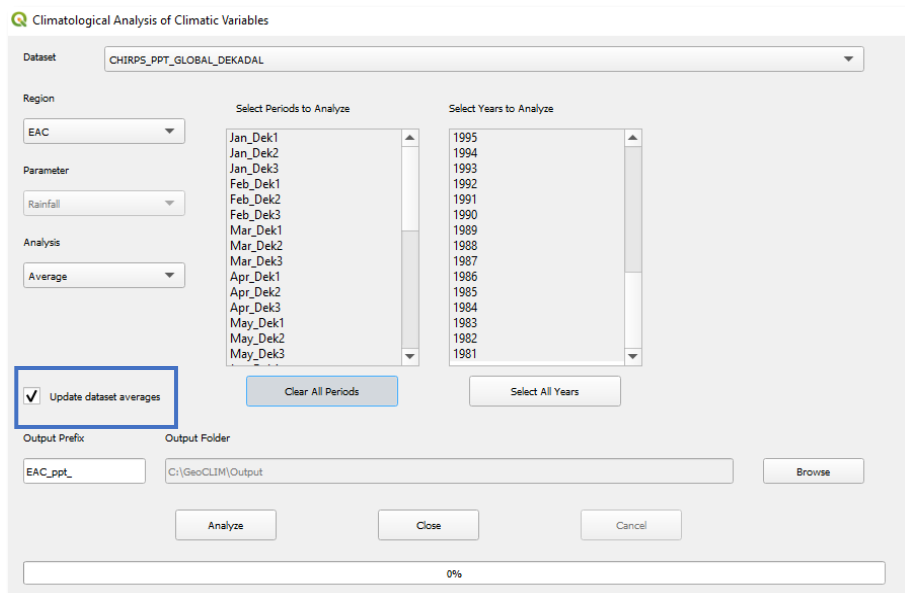 Climatological Analysis of Climatic Variables
Dataset
CHIRPS_PPT_GLOBAL_DEKADAL
Region
EAC
Parameter
Rainfall
Analysis
Average
Select Periods to Analyze
Jan_Dek1
Jan_Dek2
Jan_Dek3
Feb_Dek1
Feb_Dek2
Feb_Dek3
Mar_Dek1
Mar_Dek2
Mar_Dek3
Apr_Dek1
Apr_Dek2
Apr_Dek3
May_Dek1
May_Dek2
May_Dek3
Clear All Periods
Select Years to Analyze
1995
1994
1993
1992
1991
1990
1989
1988
1987
1986
1985
1984
1983
1982
1981
Select All Years
Update dataset averages
Output Prefix
EAC_ppt_
Output Folder
C:\GeoCLIM\Output
Browse
Analyze
Close
Cancel
0%